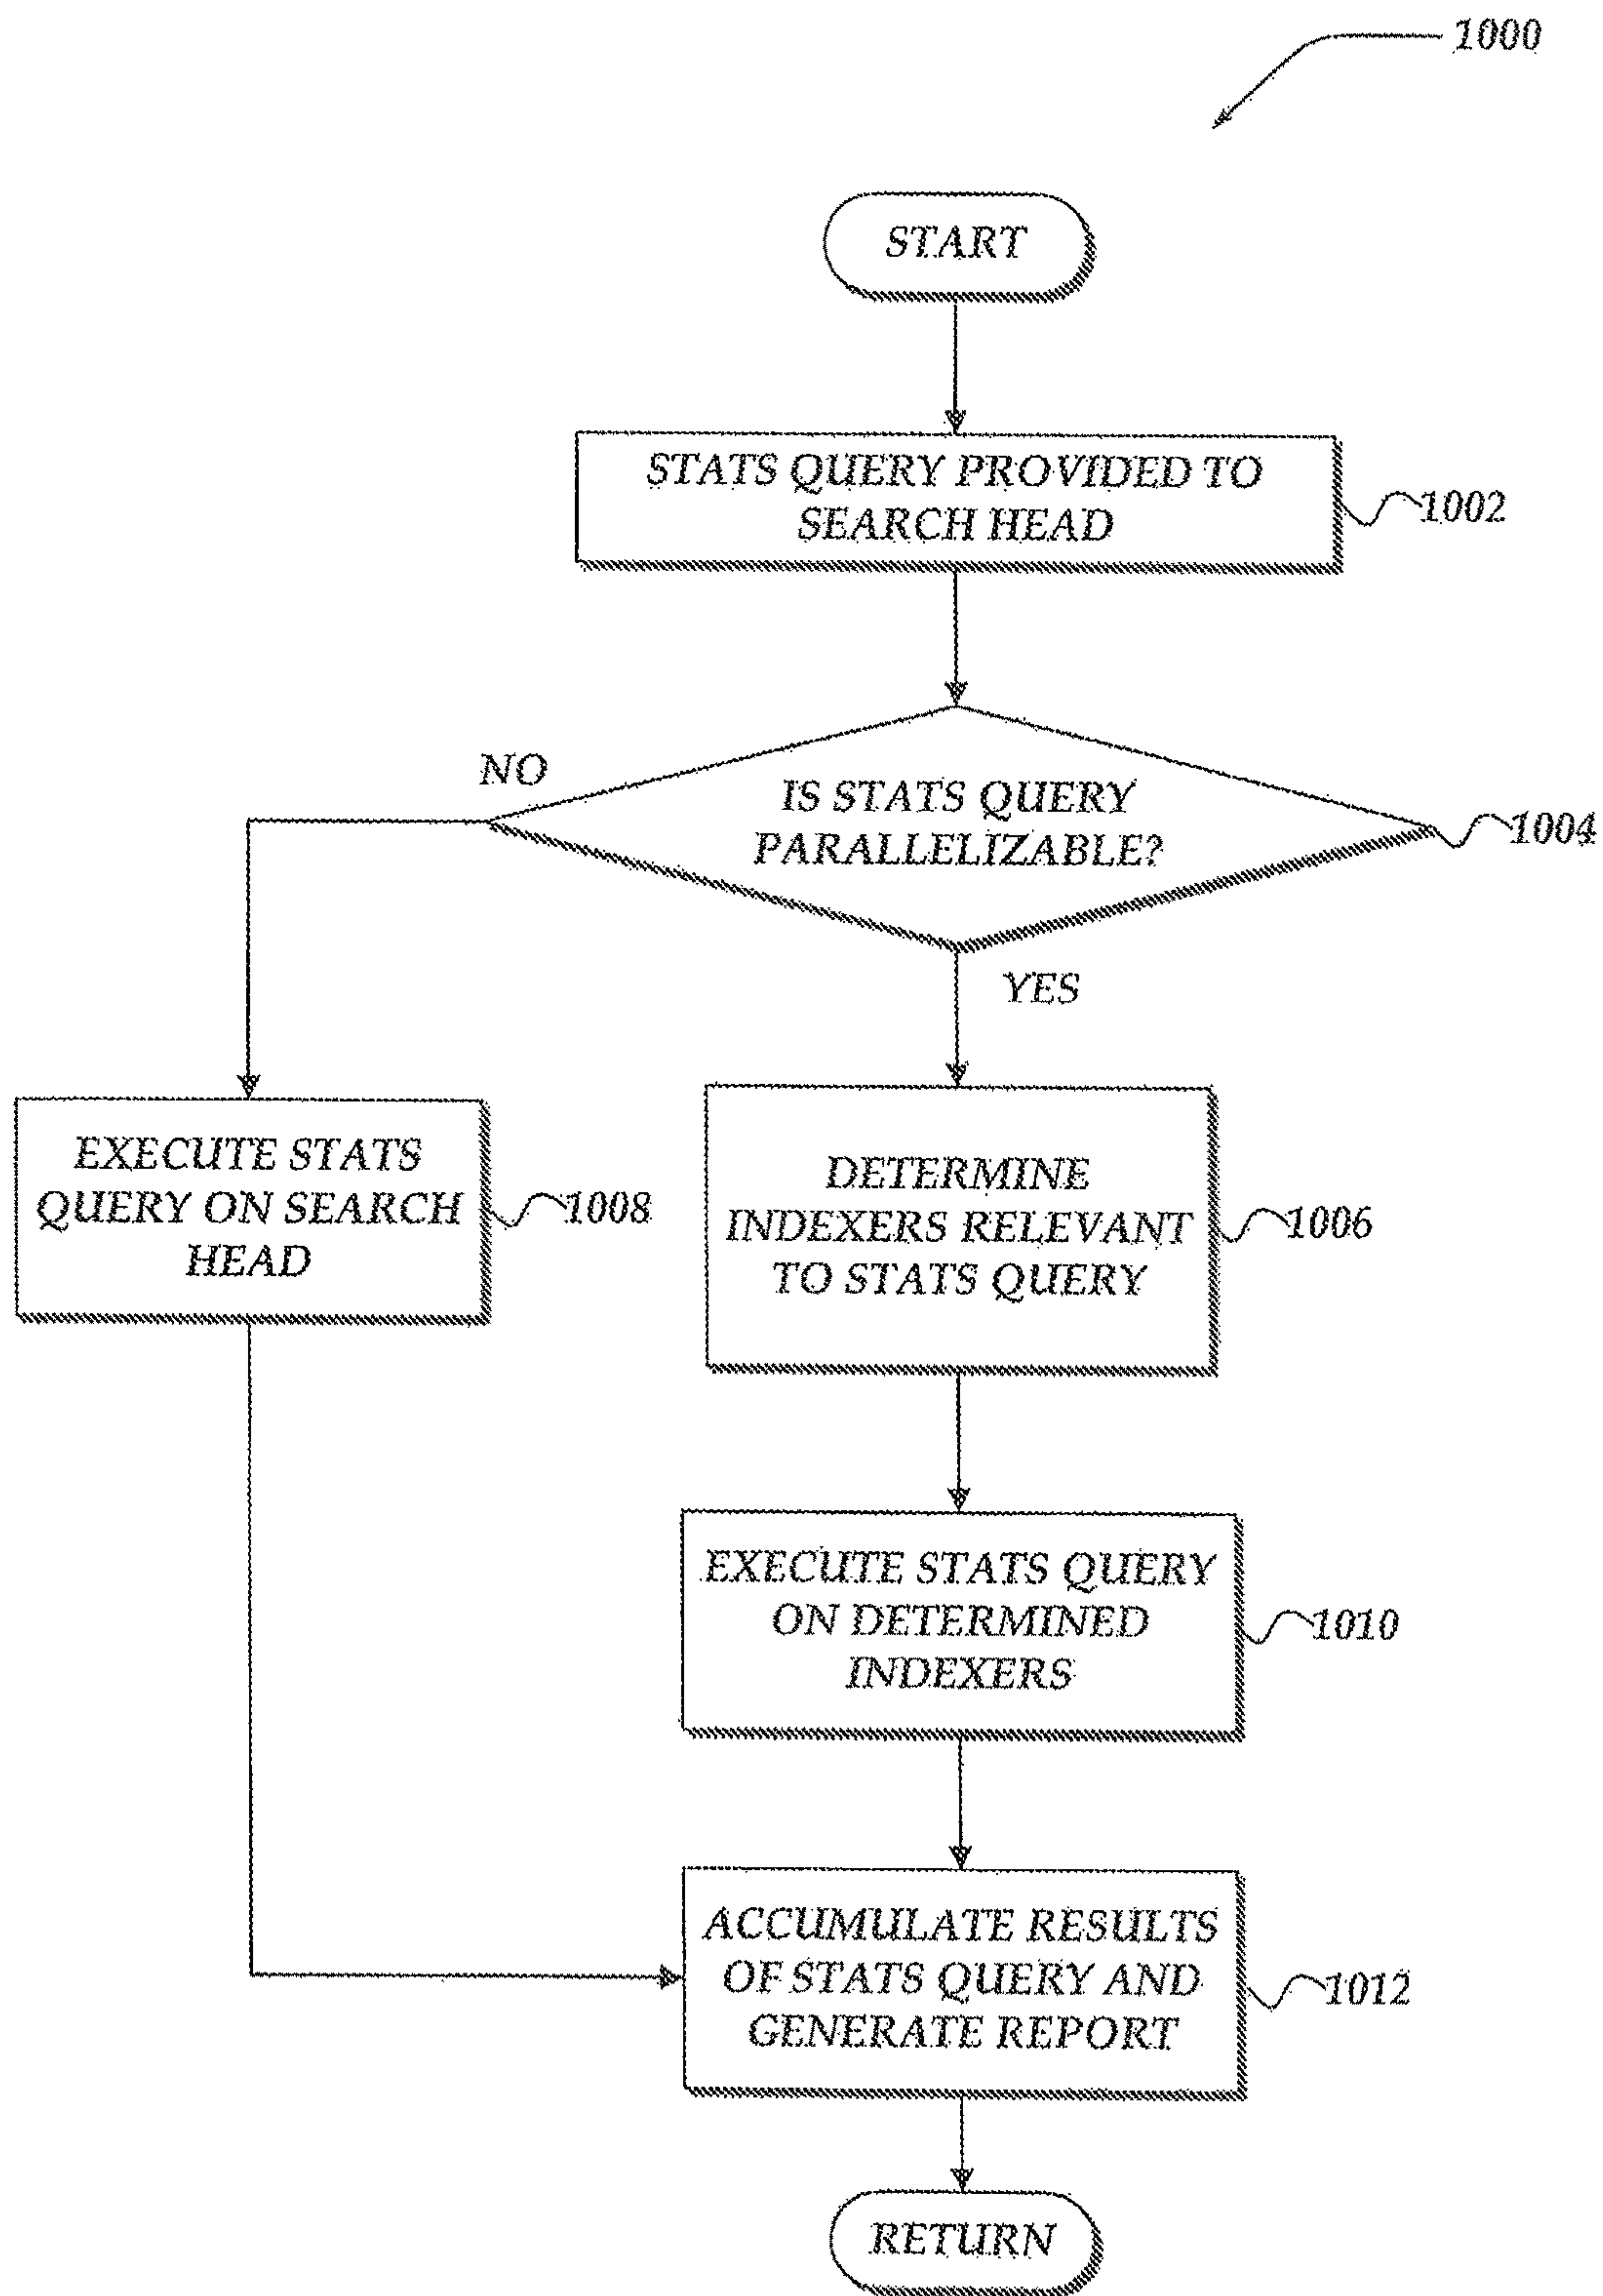 1000
START
STATS QUERY PROVIDED TO
SEARCH HEAD
1002
NO
IS STATS QUERY
PARALLELIZABLE?
1004
YES
EXECUTE STATS
QUERY ON SEARCH
HEAD
1008
DETERMINE
INDEXERS RELEVANT
TO STATS QUERY
1006
EXECUTE STATS QUERY
ON DETERMINED
INDEXERS
1010
ACCUMULATE RESULTS
OF STATS QUERY AND
GENERATE REPORT
1012
RETURN